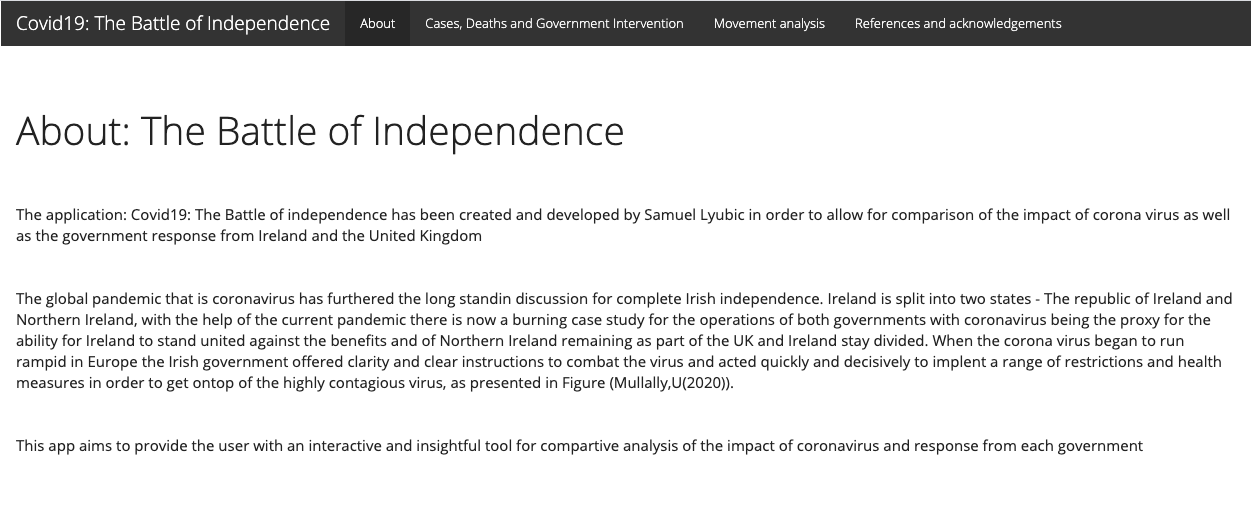 Covid19: The Battle of Independence About Cases, Deaths and Government Intervention Movement analysis References and acknowledgements
About: The Battle of Independence
The application: Covid19: The Battle of independence has been created and developed by Samuel Lyubic in order to allow for comparison of the impact of corona virus as well
as the government response from Ireland and the United Kingdom
The global pandemic that is coronavirus has furthered the long standin discussion for complete Irish independence. Ireland is split into two states - The republic of Ireland and
Northern Ireland, with the help of the current pandemic there is now a burning case study for the operations of both governments with coronavirus being the proxy for the
ability for Ireland to stand united against the benefits and of Northern Ireland remaining as part of the UK and Ireland stay divided. When the corona virus began to run
rampid in Europe the Irish government offered clarity and clear instructions to combat the virus and acted quickly and decisively to implent a range of restrictions and health
measures in order to get ontop of the highly contagious virus, as presented in Figure (Mullally,U(2020)).
This app aims to provide the user with an interactive and insightful tool for compartive analysis of the impact of coronavirus and response from each government